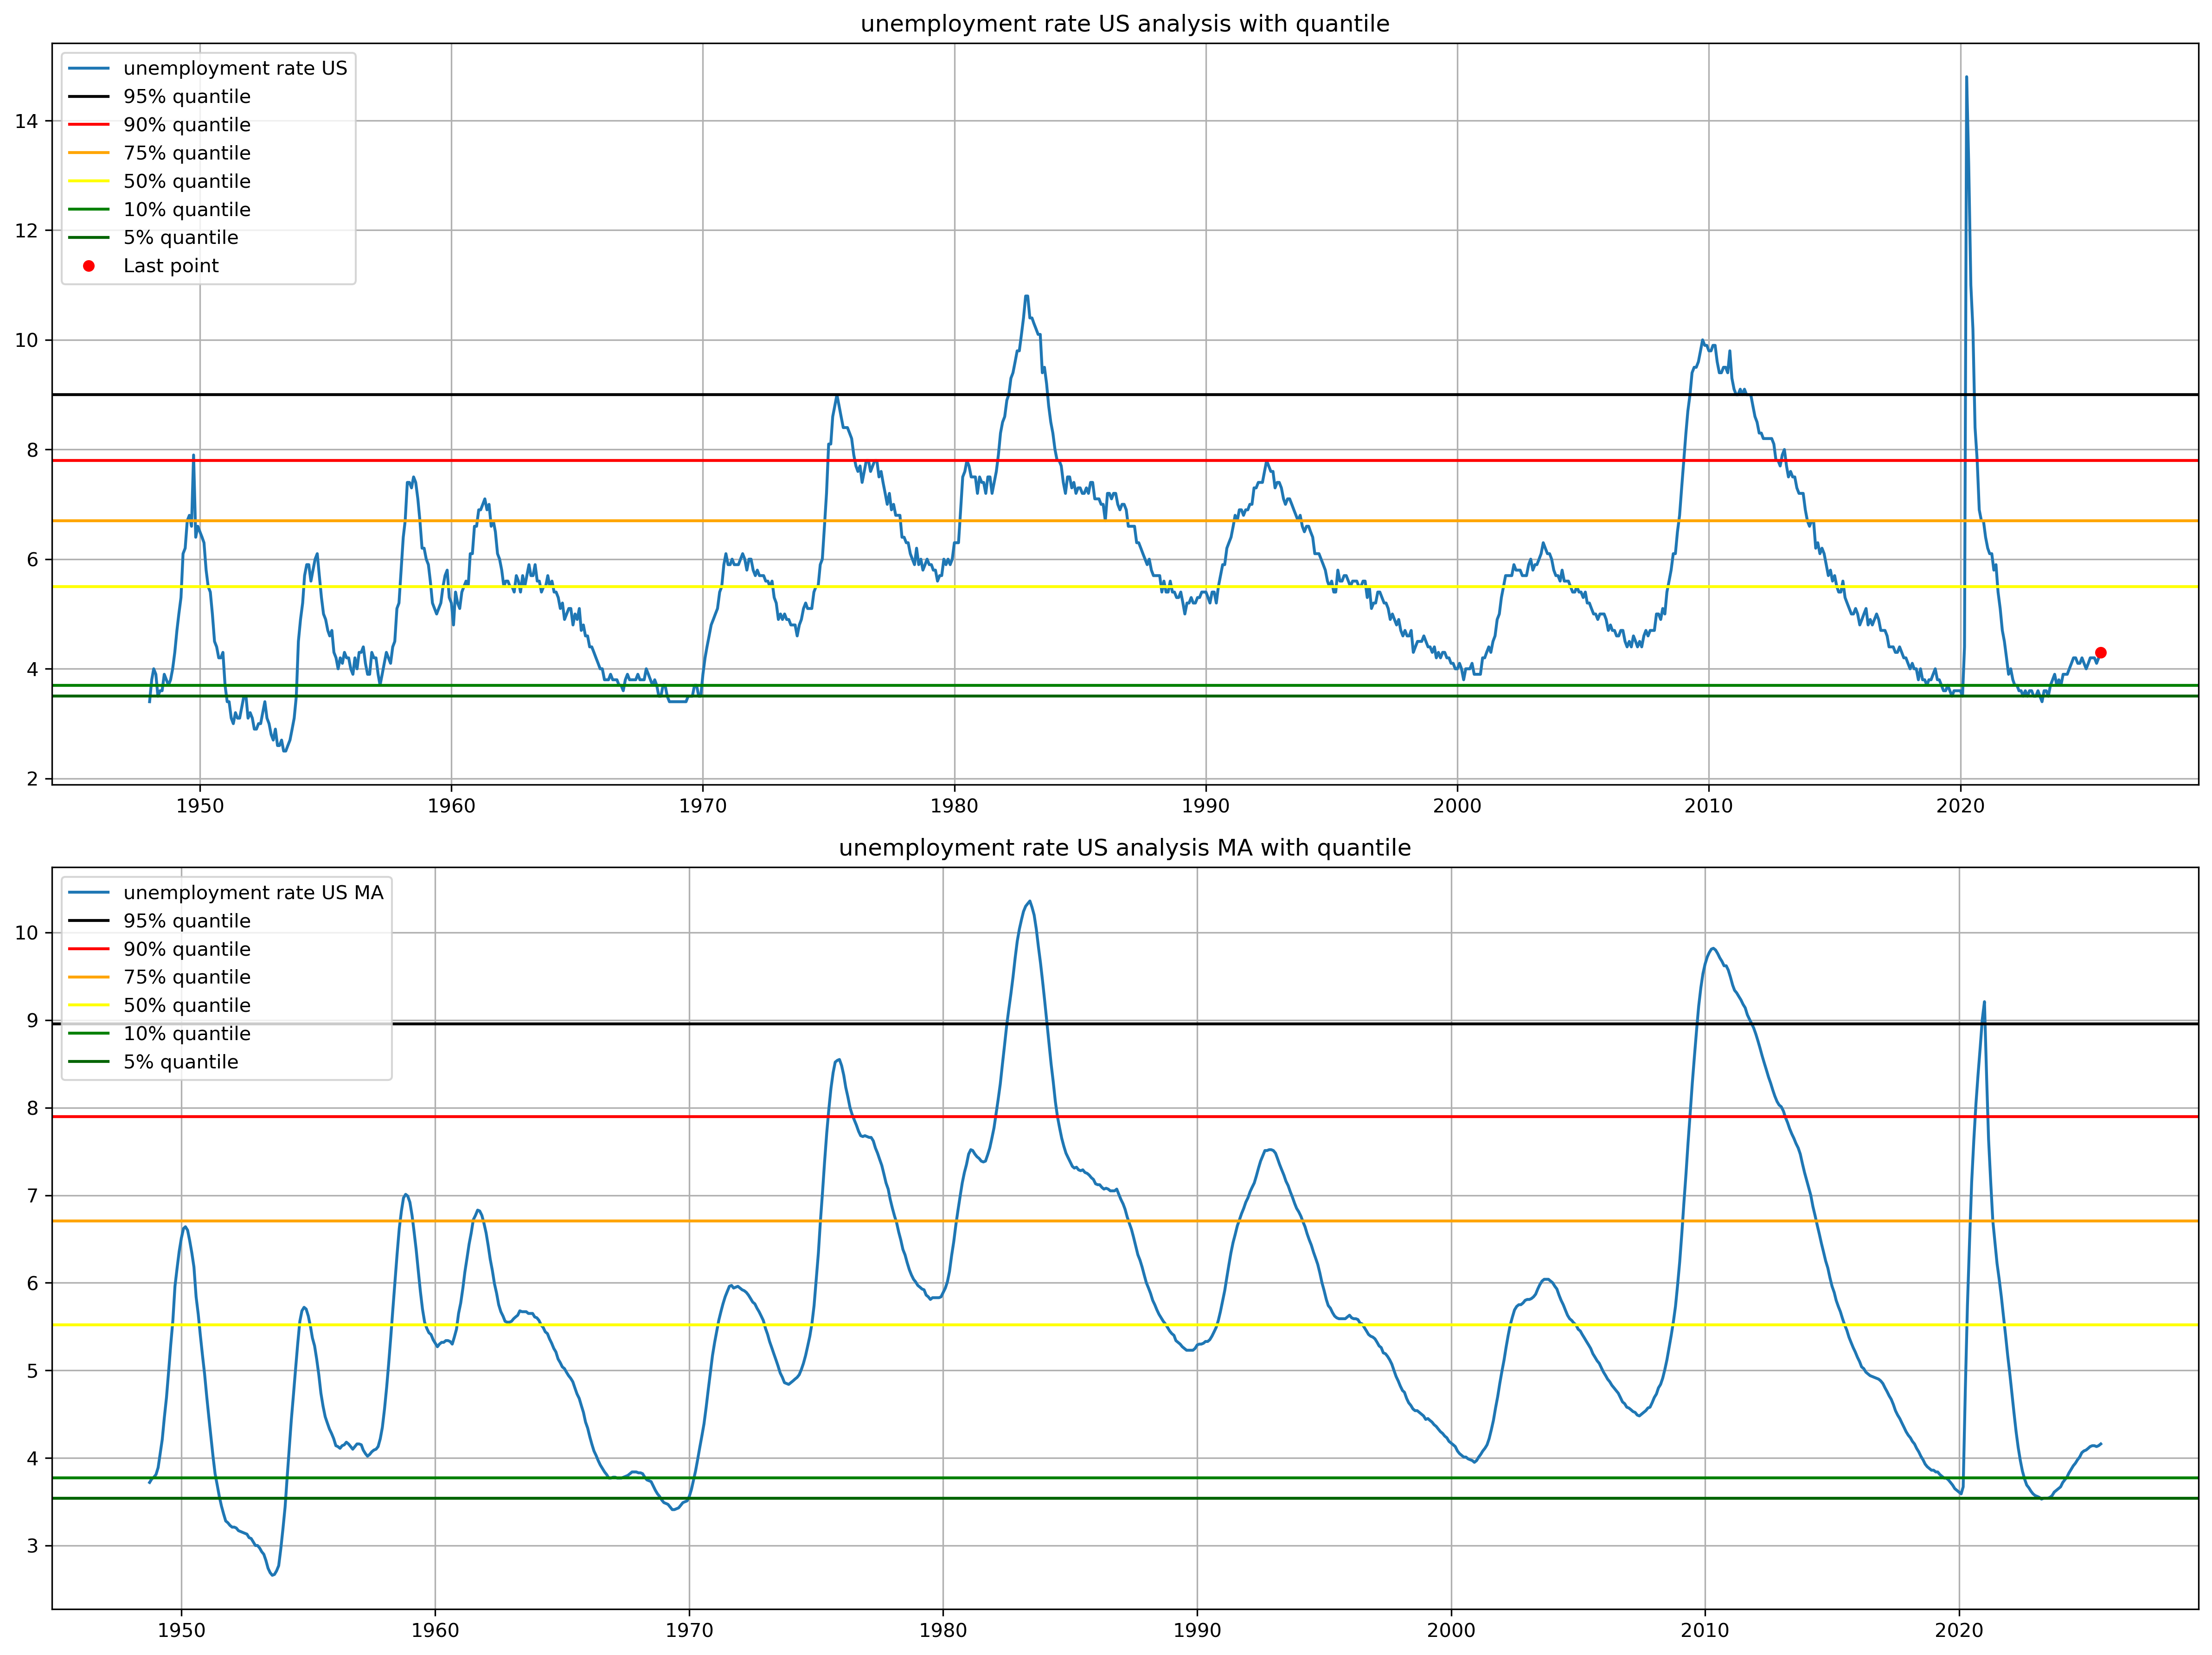 unemployment rate US analysis with quantile
unemployment rate US
95% quantile
90% quantile
75% quantile
50% quantile
10% quantile
5% quantile
Last point
14
12
10
8
6
4
2
1950 1960 1970 1980 1990 2000 2010 2020
unemployment rate US analysis MA with quantile
unemployment rate US MA
95% quantile
90% quantile
75% quantile
50% quantile
10% quantile
5% quantile
10
9
8
7
6
5
4
3
1950 1960 1970 1980 1990 2000 2010 2020